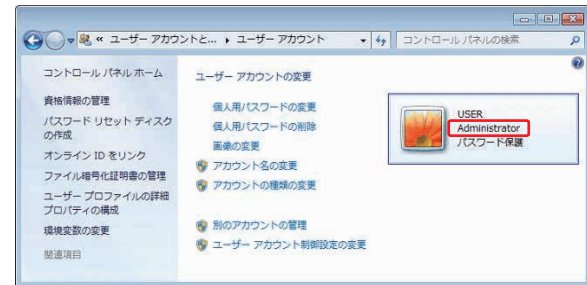 « ユーザー アカウントと... ▸ ユーザー アカウント
コントロール パネルの検索
コントロール パネル ホーム
資格情報の管理
パスワード リセット ディスク
の作成
オンライン ID をリンク
ファイル暗号化証明書の管理
ユーザー プロファイルの詳細
プロパティの構成
環境変数の変更
関連項目
ユーザー アカウントの変更
個人用パスワードの変更
個人用パスワードの削除
画像の変更
アカウント名の変更
アカウントの種類の変更
別のアカウントの管理
ユーザー アカウント制御設定の変更
USER
Administrator
パスワード保護